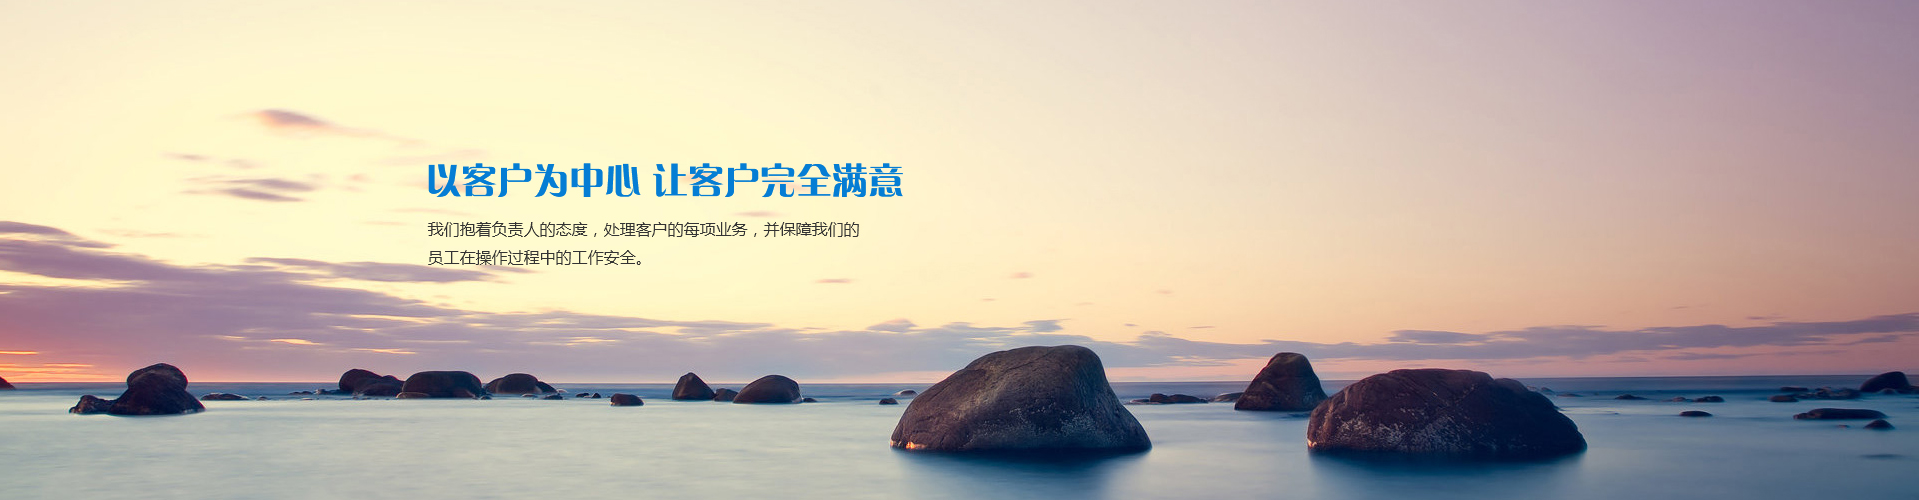 以客户为中心 让客户完全满意
我们抱着负责人的态度，处理客户的每项业务，并保障我们的
员工在操作过程中的工作安全。